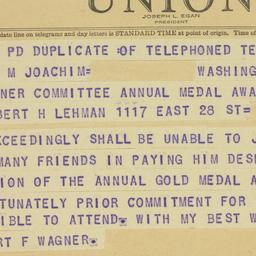 UNION
JOSEPH L. EGAN
PRESIDENT
date line on telegrams and day letters is STANDARD TIME at point of origin. Time of
PD DUPLICATE OF TELEPHONED TE
M JOACHIM=
WASHING
NER COMMITTEE ANNUAL MEDAL AWA
BERT H LEHMAN 1117 EAST 28 ST=
XCEEDINGLY SHALL BE UNABLE TO J
MANY FRIENDS IN PAYING HIM DESE
ION OF THE ANNUAL GOLD MEDAL A
TUNATELY PRIOR COMMITMENT FOR
IBLE TO ATTEND. WITH MY BEST W
RT F WAGNER.